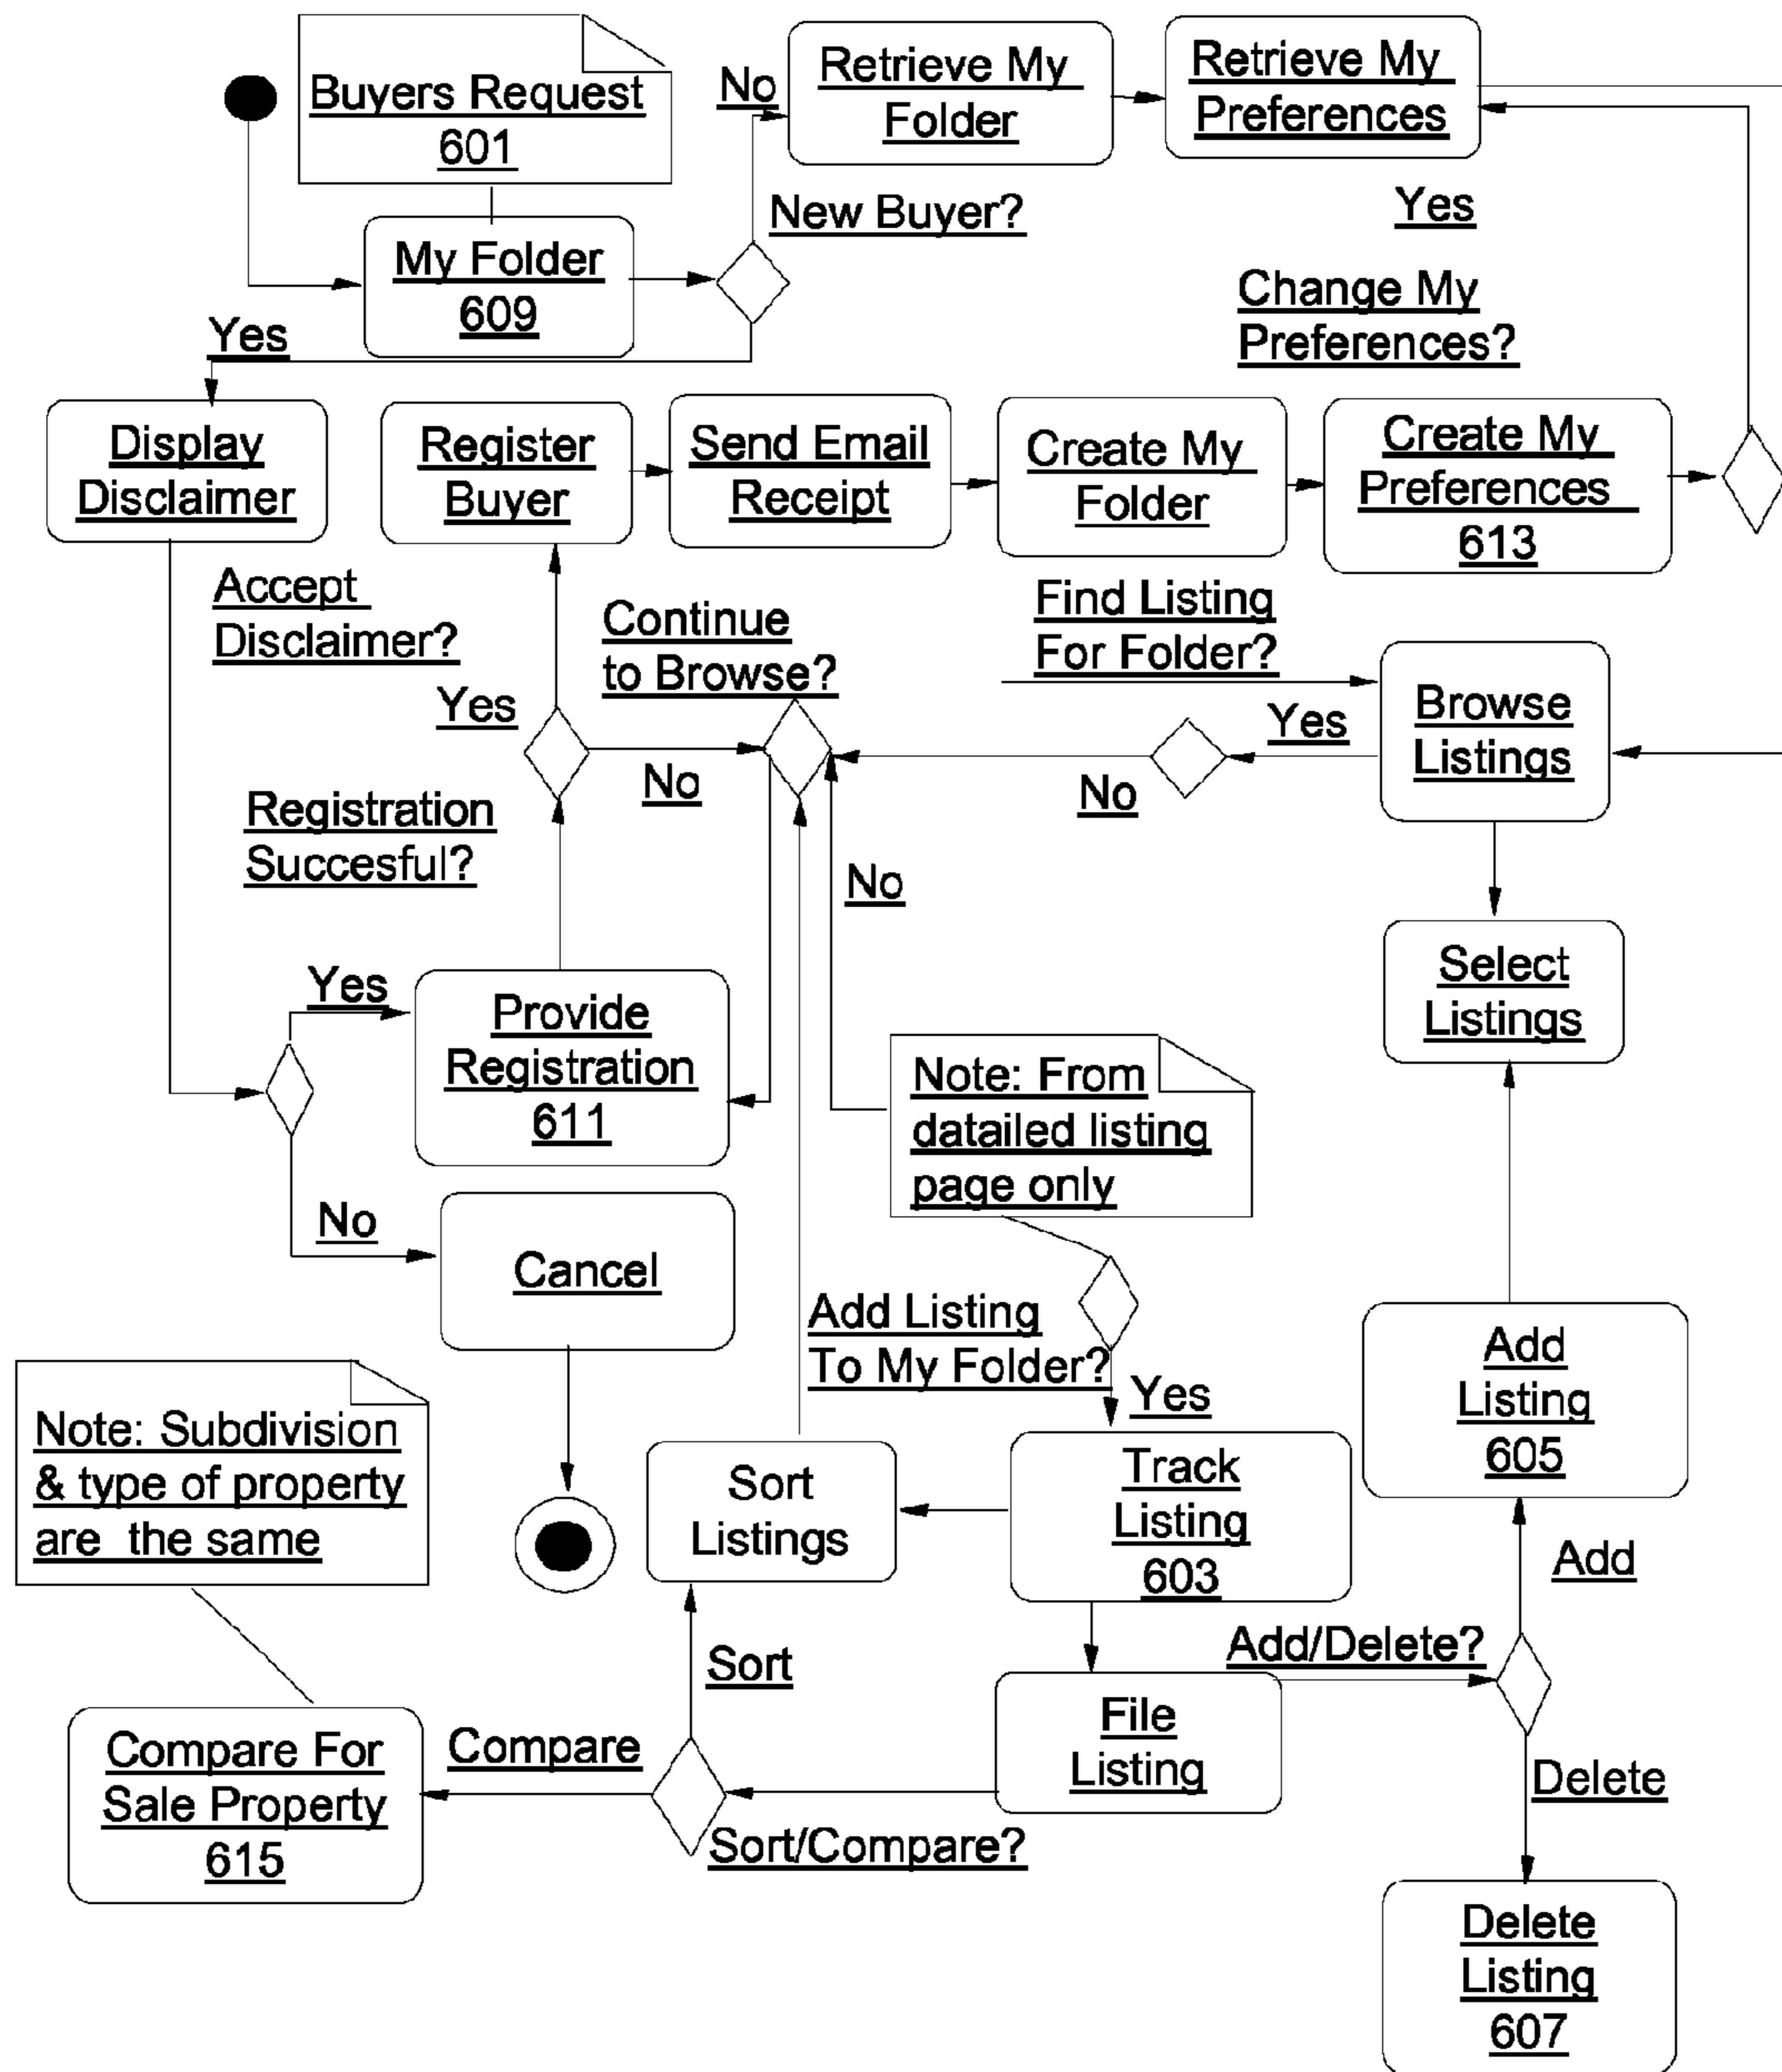 Buyers Request
601
No
Retrieve My
Folder
Retrieve My
Preferences
New Buyer?
Yes
My Folder
609
Change My
Preferences?
Yes
Display
Disclaimer
Register
Buyer
Send Email
Receipt
Create My
Folder
Create My
Preferences
613
Accept
Disclaimer?
Continue
to Browse?
Find Listing
For Folder?
Yes
Browse
Listings
Yes
No
No
Registration
Succesful?
No
Select
Listings
Yes
Provide
Registration
611
Note: From
datailed listing
page only
No
Cancel
Add Listing
To My Folder?
Add
Listing
605
Yes
Note: Subdivision
& type of property
are the same
Sort
Listings
Track
Listing
603
Add
Sort
Add/Delete?
File
Listing
Compare For
Sale Property
615
Compare
Sort/Compare?
Delete
Delete
Listing
607